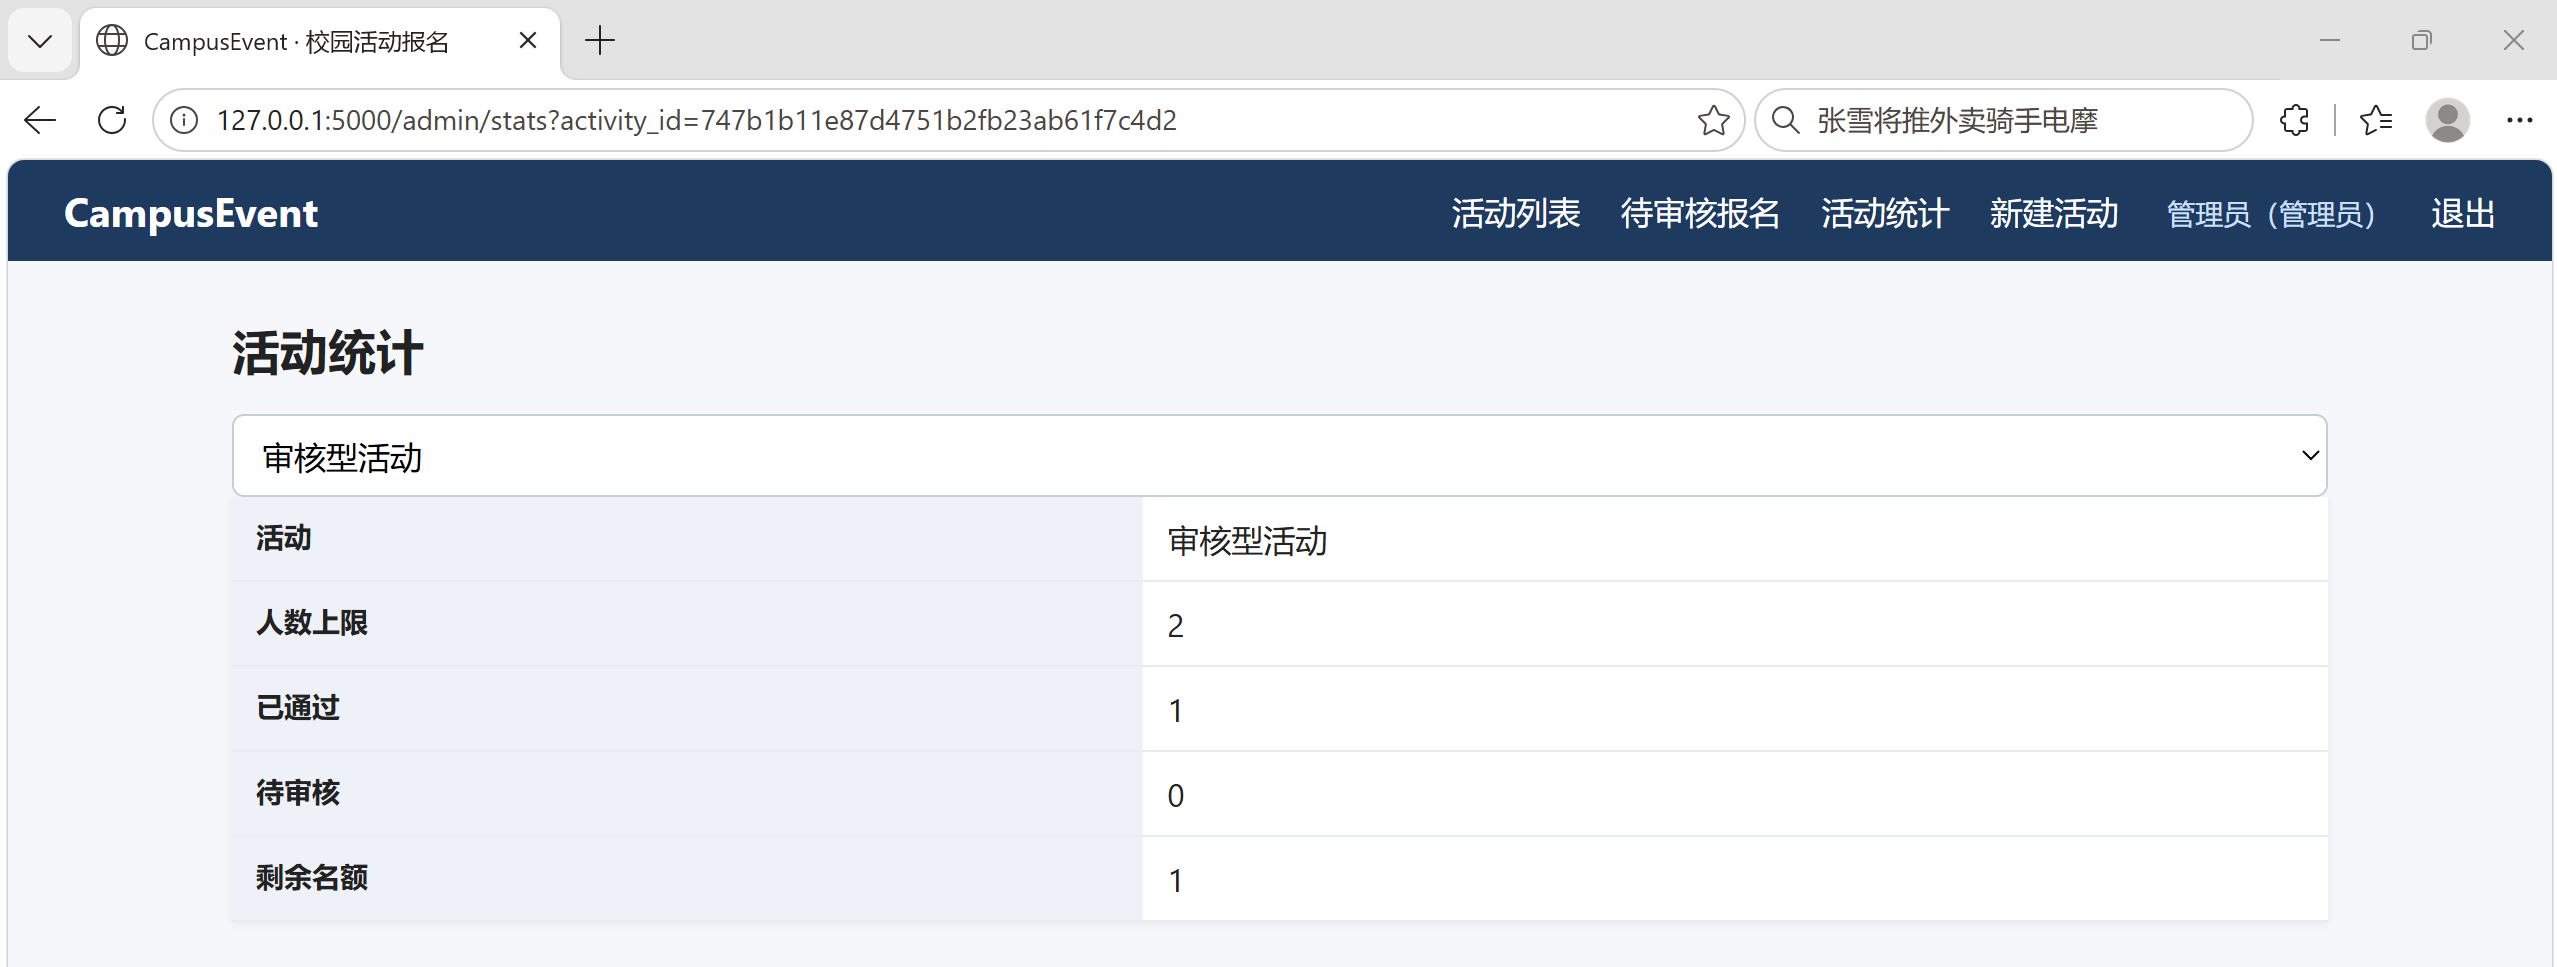 CampusEvent · 校园活动报名
127.0.0.1:5000/admin/stats?activity_id=747b1b11e87d4751b2fb23ab61f7c4d2
张雪将推外卖骑手电摩
CampusEvent 活动列表 待审核报名 活动统计 新建活动 管理员（管理员） 退出
活动统计
审核型活动
活动 审核型活动
人数上限 2
已通过 1
待审核 0
剩余名额 1